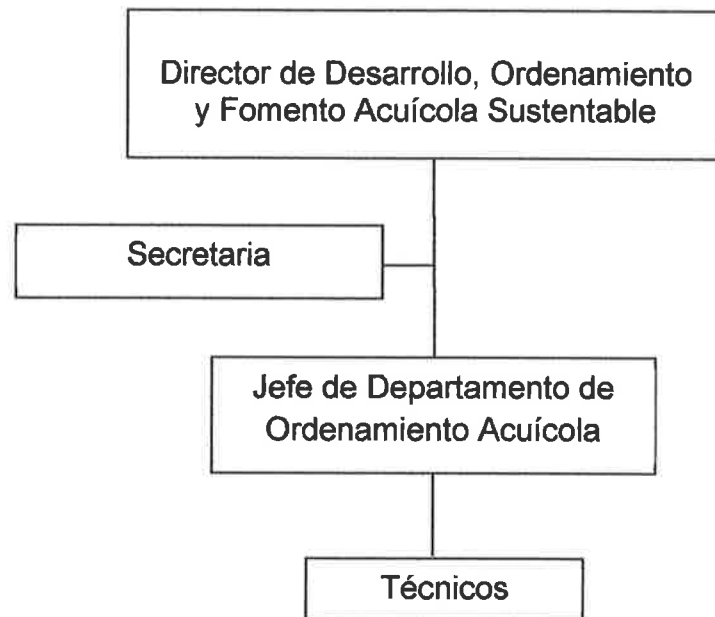 Director de Desarrollo, Ordenamiento
y Fomento Acuícola Sustentable
Secretaria
Jefe de Departamento de
Ordenamiento Acuícola
Técnicos